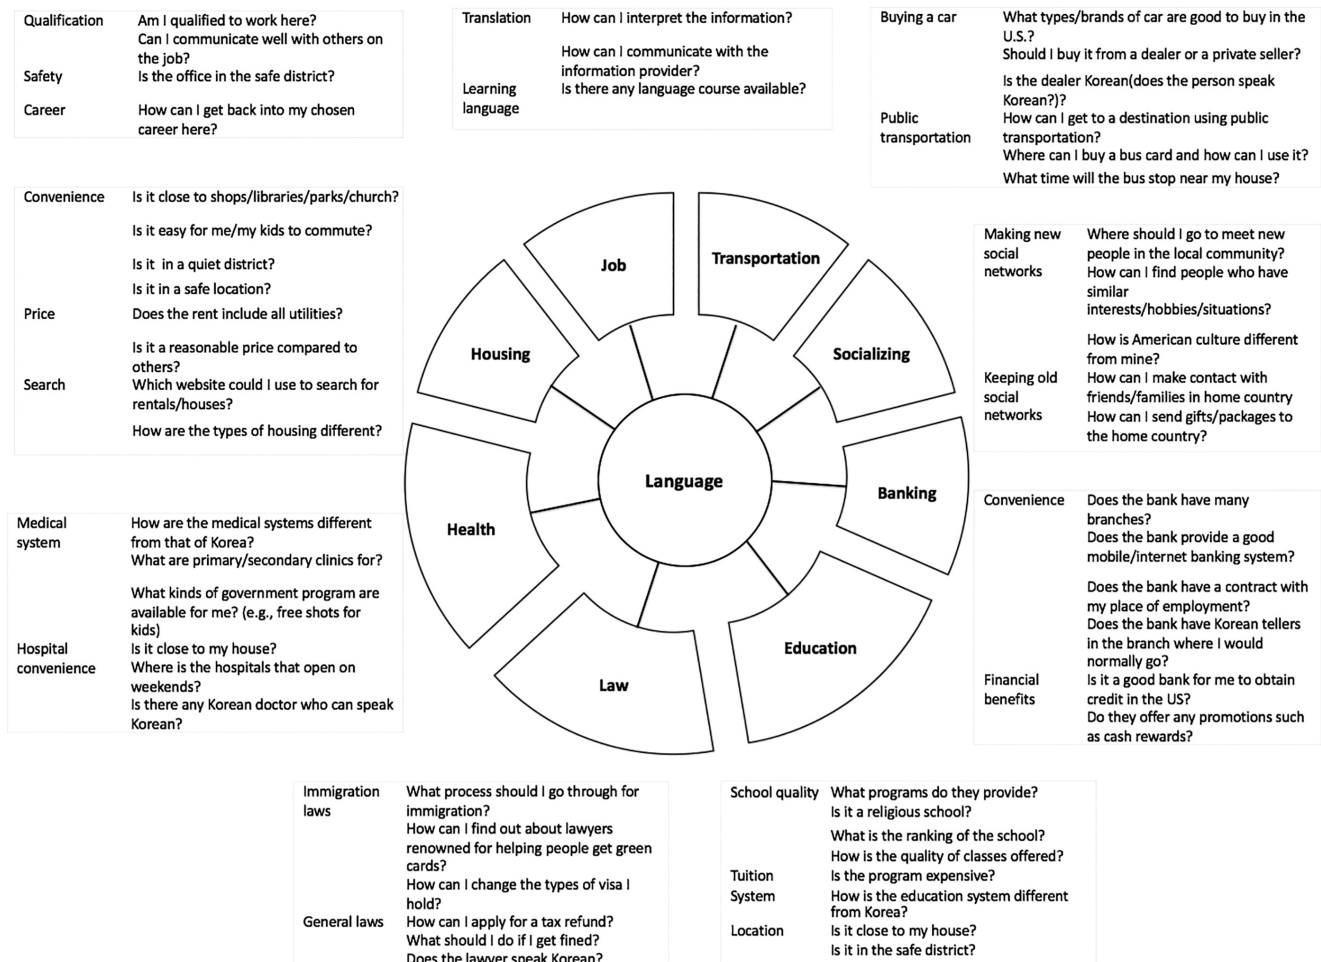 Qualification Am I qualified to work here?
Can I communicate well with others on
the job?
Safety Is the office in the safe district?
Career How can I get back into my chosen
career here?
Translation How can I interpret the information?
How can I communicate with the
information provider?
Learning Is there any language course available?
language
Buying a car What types/brands of car are good to buy in the
U.S.?
Should I buy it from a dealer or a private seller?
Is the dealer Korean(does the person speak
Korean?)?
Public How can I get to a destination using public
transportation transportation?
Where can I buy a bus card and how can I use it?
What time will the bus stop near my house?
Convenience Is it close to shops/libraries/parks/church?
Is it easy for me/my kids to commute?
Is it in a quiet district?
Is it in a safe location?
Price Does the rent include all utilities?
Is it a reasonable price compared to
others?
Search Which website could I use to search for
rentals/houses?
How are the types of housing different?
Job
Transportation
Housing
Socializing
Language
Health
Banking
Law
Education
Making new Where should I go to meet new
social people in the local community?
networks How can I find people who have
similar
interests/hobbies/situations?
How is American culture different
from mine?
Keeping old How can I make contact with
social friends/families in home country
networks How can I send gifts/packages to
the home country?
Medical How are the medical systems different
system from that of Korea?
What are primary/secondary clinics for?
What kinds of government program are
available for me? (e.g., free shots for
kids)
Hospital Is it close to my house?
convenience Where is the hospitals that open on
weekends?
Is there any Korean doctor who can speak
Korean?
Convenience Does the bank have many
branches?
Does the bank provide a good
mobile/internet banking system?
Does the bank have a contract with
my place of employment?
Does the bank have Korean tellers
in the branch where I would
normally go?
Financial Is it a good bank for me to obtain
benefits credit in the US?
Do they offer any promotions such
as cash rewards?
Immigration What process should I go through for
laws immigration?
How can I find out about lawyers
renowned for helping people get green
cards?
How can I change the types of visa I
hold?
General laws How can I apply for a tax refund?
What should I do if I get fined?
Does the lawyer speak Korean?
School quality What programs do they provide?
Is it a religious school?
What is the ranking of the school?
How is the quality of classes offered?
Tuition Is the program expensive?
System How is the education system different
from Korea?
Location Is it close to my house?
Is it in the safe district?